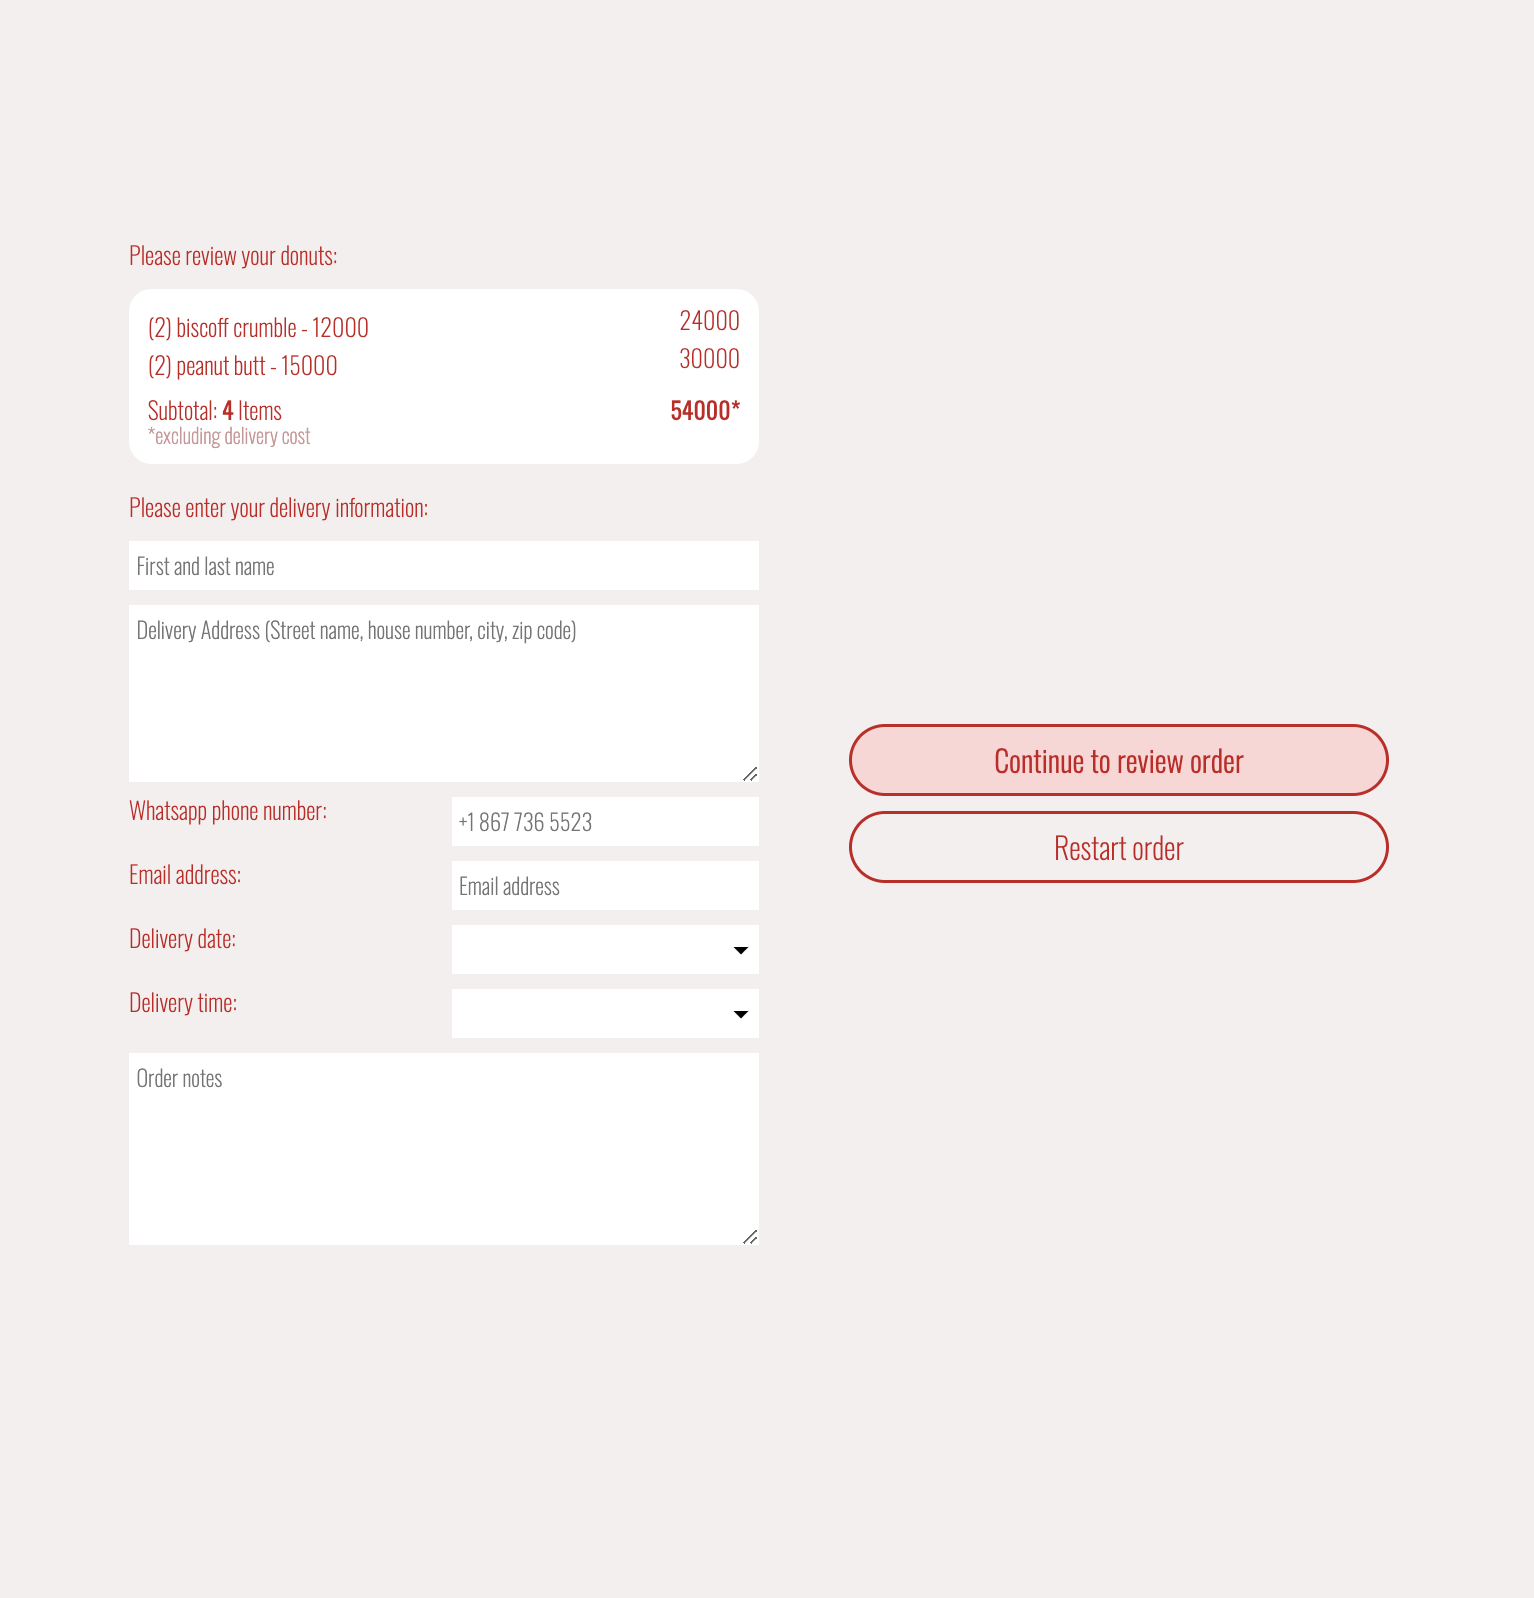 Please review your donuts:
(2) biscoff crumble - 12000 24000
(2) peanut butt - 15000 30000
Subtotal: 4 Items 54000*
*excluding delivery cost
Please enter your delivery information:
First and last name
Delivery Address (Street name, house number, city, zip code)
Whatsapp phone number: +1 867 736 5523
Email address: Email address
Delivery date:
Delivery time:
Order notes
Continue to review order
Restart order